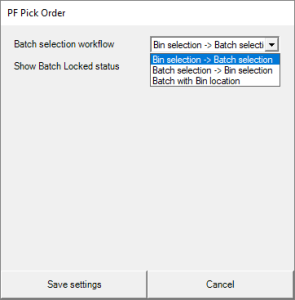 PF Pick Order
Batch selection workflow
Bin selection -> Batch selecti
Bin selection -> Batch selection
Show Batch Locked status
Batch selection -> Bin selection
Batch with Bin location
Save settings
Cancel